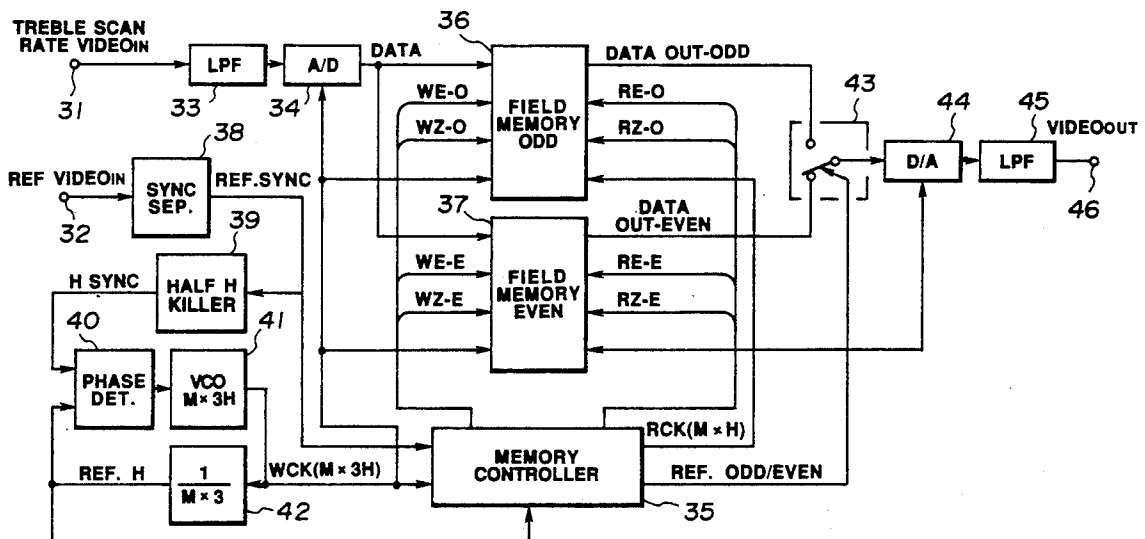 TREBLE SCAN
RATE VIDEOIN
31
LPF
33
A/D
34
DATA
36
FIELD
MEMORY
ODD
WE-O
WZ-O
RE-O
RZ-O
DATA OUT-ODD
43
44
D/A
45
LPF
VIDEOOUT
46
REF VIDEOIN
32
38
SYNC
SEP.
REF.SYNC
37
FIELD
MEMORY
EVEN
DATA
OUT-EVEN
WE-E
WZ-E
RE-E
RZ-E
39
HALF H
KILLER
H SYNC
40
PHASE
DET.
41
VCO
M×3H
REF. H
1
M×3
42
WCK(M×3H)
MEMORY
CONTROLLER
35
RCK(M×H)
REF. ODD/EVEN